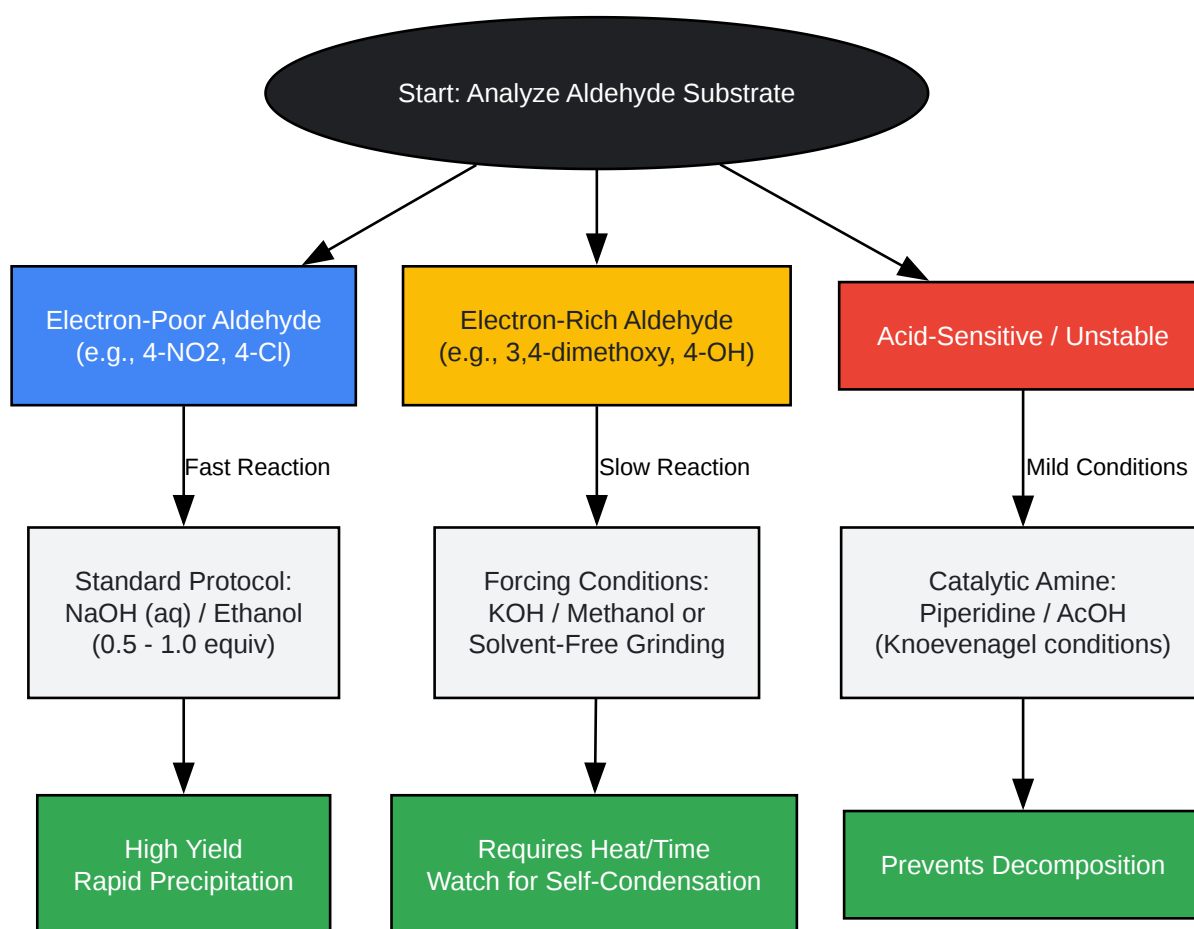 Start: Analyze Aldehyde Substrate
Electron-Poor Aldehyde
(e.g., 4-NO2, 4-Cl)
Electron-Rich Aldehyde
(e.g., 3,4-dimethoxy, 4-OH)
Acid-Sensitive / Unstable
Fast Reaction
Slow Reaction
Mild Conditions
Standard Protocol:
NaOH (aq) / Ethanol
(0.5 - 1.0 equiv)
Forcing Conditions:
KOH / Methanol or
Solvent-Free Grinding
Catalytic Amine:
Piperidine / AcOH
(Knoevenagel conditions)
High Yield
Rapid Precipitation
Requires Heat/Time
Watch for Self-Condensation
Prevents Decomposition